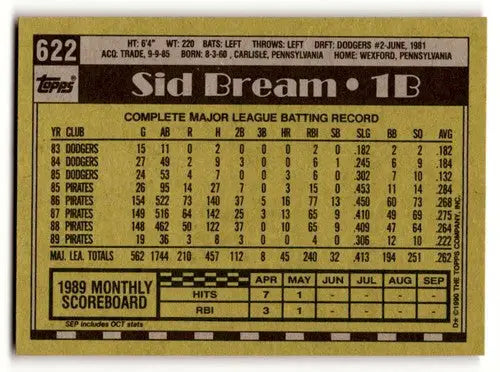 622
HT: 6'4" WT: 220 BATS: LEFT THROWS: LEFT DRFT: DODGERS #2-JUNE, 1981
ACQ: TRADE, 9-9-85 BORN: 8-3-60, CARLISLE, PENNSYLVANIA HOME: WEXFORD, PENNSYLVANIA
Topps Sid Bream • 1B
COMPLETE MAJOR LEAGUE BATTING RECORD
YR CLUB G AB R H 2B 3B HR RBI SB SLG BB SO AVG
83 DODGERS 15 11 0 2 0 0 0 2 0 .182 2 2 .182
84 DODGERS 27 49 2 9 3 0 0 6 1 .245 6 9 .184
85 DODGERS 24 53 4 7 0 0 3 6 0 .302 7 10 .132
85 PIRATES 26 95 14 27 7 0 3 15 0 .453 11 14 .284
86 PIRATES 154 522 73 140 37 5 16 77 13 .450 60 73 .268
87 PIRATES 149 516 64 142 25 3 13 65 9 .410 49 69 .275
88 PIRATES 148 462 50 122 37 0 10 65 9 .409 47 64 .264
89 PIRATES 19 36 3 8 3 0 0 4 0 .306 12 10 .222
MAJ. LEA. TOTALS 562 1744 210 457 112 8 45 240 32 .413 194 251 .262
1989 MONTHLY SCOREBOARD
APR MAY JUN JUL AUG SEP
HITS 7 1
RBI 3 1
SEP includes OCT stats
D* © 1990 THE TOPPS COMPANY, INC.